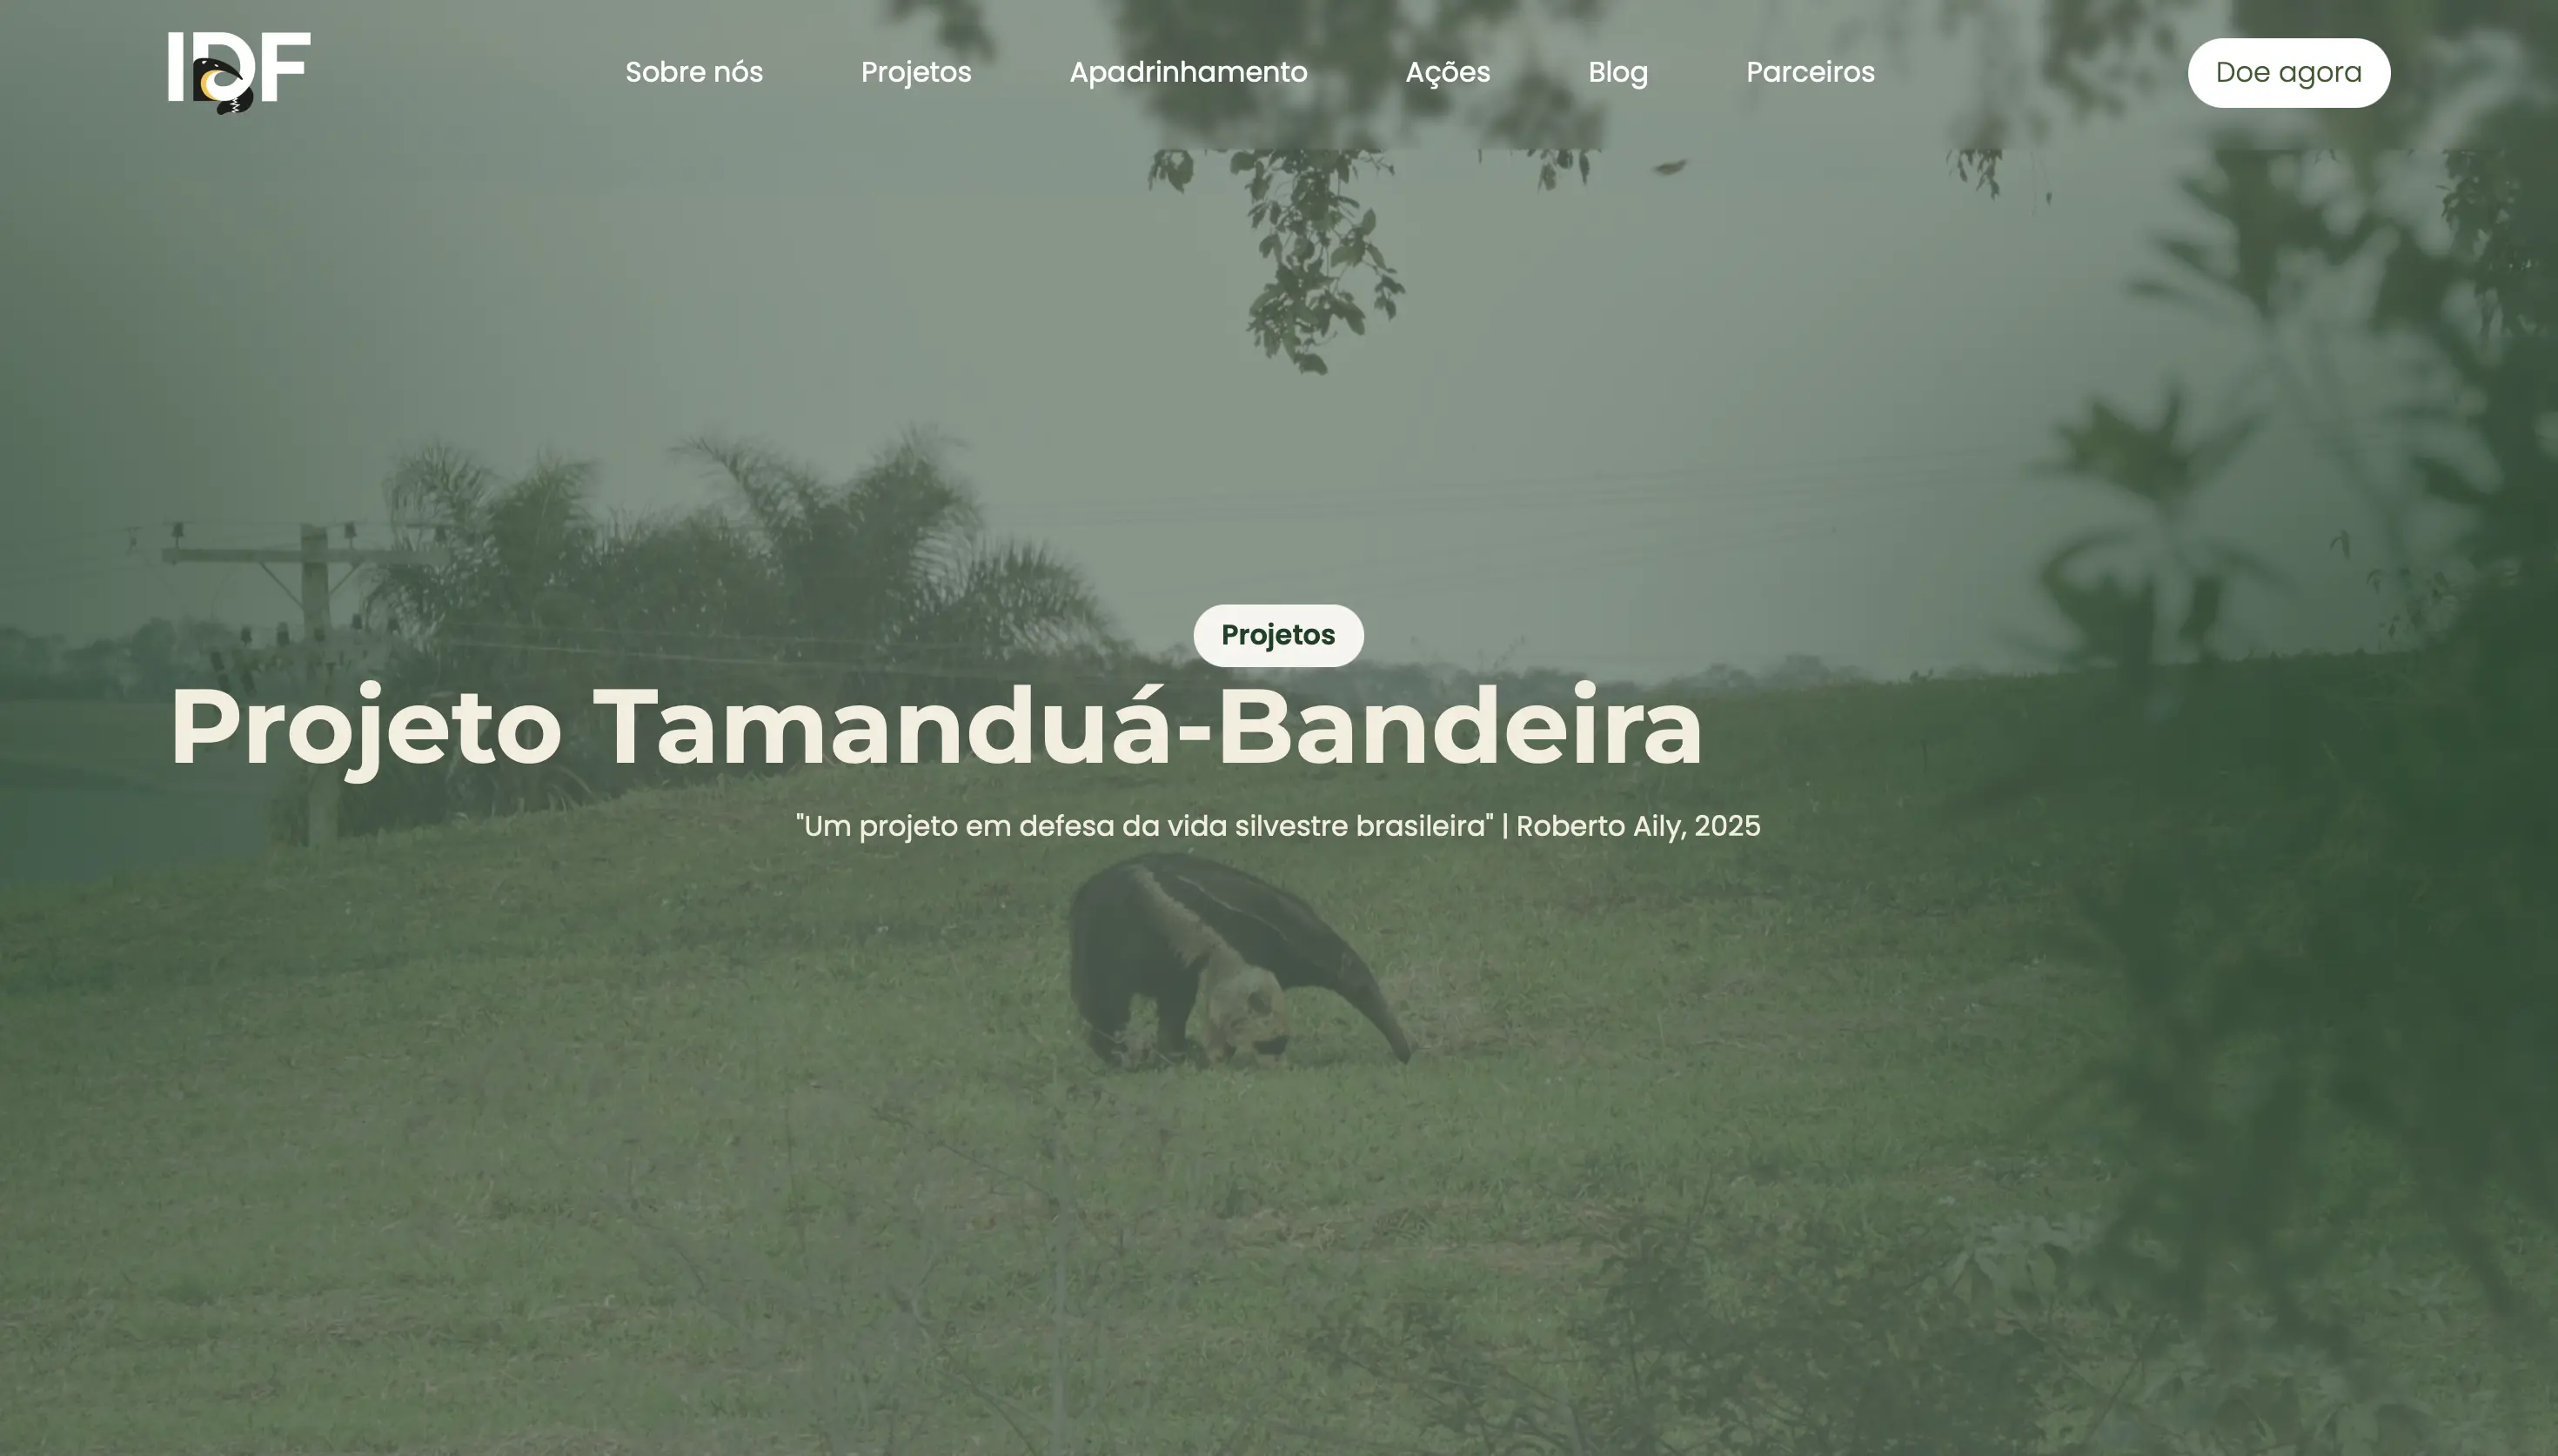 IDF
Sobre nós
Projetos
Apadrinhamento
Ações
Blog
Parceiros
Doe agora
Projetos
Projeto Tamanduá-Bandeira
"Um projeto em defesa da vida silvestre brasileira" | Roberto Aily, 2025